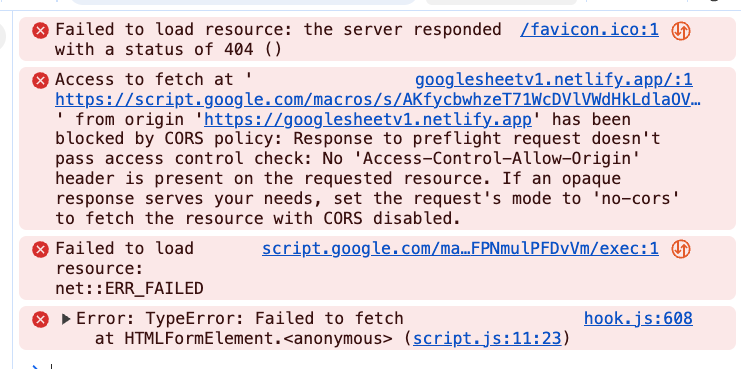 Failed to load resource: the server responded /favicon.ico:1
with a status of 404 ()
Access to fetch at ' googlesheetv1.netlify.app/:1
https://script.google.com/macros/s/AKfycbwhzeT71WcDVlVWdHkLdlaOV…
' from origin 'https://googlesheetv1.netlify.app' has been
blocked by CORS policy: Response to preflight request doesn't
pass access control check: No 'Access-Control-Allow-Origin'
header is present on the requested resource. If an opaque
response serves your needs, set the request's mode to 'no-cors'
to fetch the resource with CORS disabled.
Failed to load script.google.com/ma…FPNmulPFDvVm/exec:1
resource:
net::ERR_FAILED
Error: TypeError: Failed to fetch hook.js:608
at HTMLFormElement.<anonymous> (script.js:11:23)